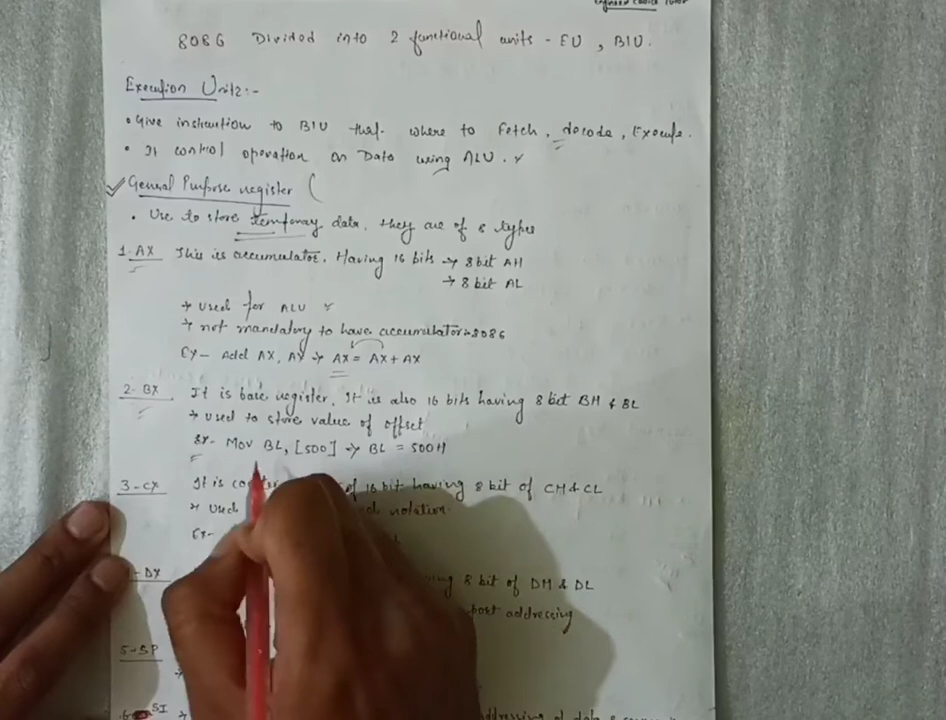 Engineer Choice Tutor
8086 Divided into 2 functional units - EU, BIU.
Execution Unit:-
• Give instruction to BIU that where to Fetch, decode, Execute.
• It control operation on Data using ALU.
General Purpose register (
• Use to store temporary data, they are of 8 types
1. AX This is accumulator. Having 16 bits → 8 bit AH
→ 8 bit AL
→ used for ALU
→ not mandatory to have accumulator in 8086
Ex- Add AX, AX → AX = AX + AX
2- BX It is base register. It is also 16 bits having 8 bit BH & BL
→ used to store value of offset
Ex- Mov BL, [500] → BL = 500H
3- CX It is of 16 bit having 8 bit of CH & CL
→ Used notation
Ex-
4- DX 8 bit of DH & DL
port addressing
5- SP
6- SI → addressing of data &